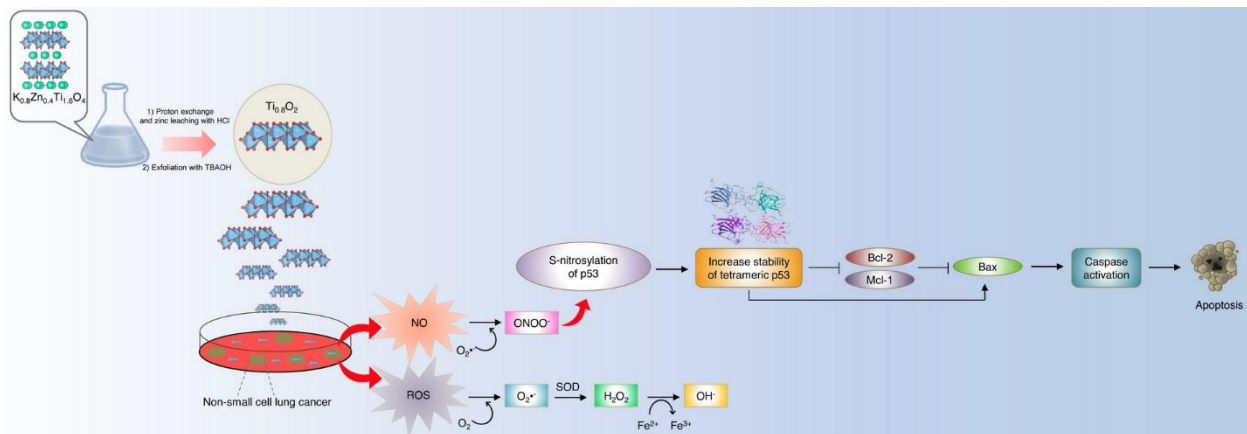 K0.8Zn0.4Ti1.6O4
1) Proton exchange
and zinc leaching with HCl
2) Exfoliation with TBAOH
Ti0.8O2
Non-small cell lung cancer
NO
O2•-
ONOO-
S-nitrosylation
of p53
Increase stability
of tetrameric p53
Bcl-2
Mcl-1
Bax
Caspase
activation
Apoptosis
ROS
O2
O2•-
SOD
H2O2
Fe2+
Fe3+
OH-